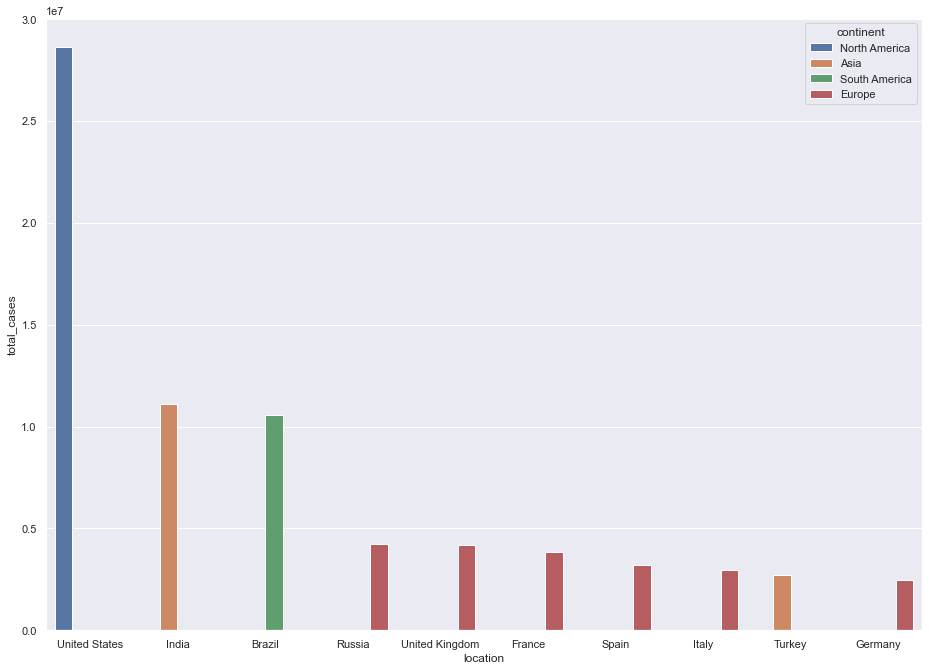 1e7
3.0
2.5
2.0
1.5
1.0
0.5
0.0
total_cases
continent
North America
Asia
South America
Europe
United States India Brazil Russia United Kingdom France Spain Italy Turkey Germany
location